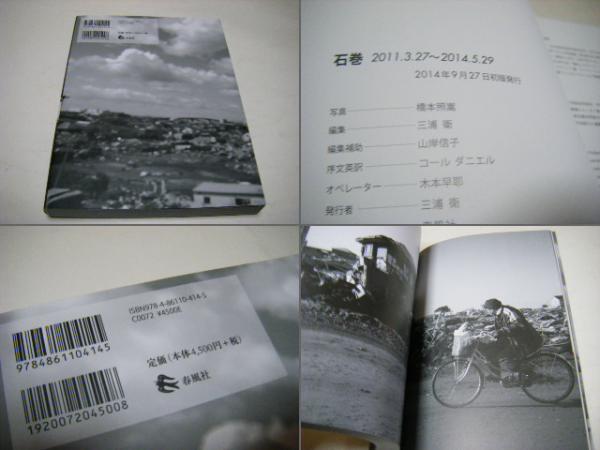 石巻 2011.3.27〜2014.5.29
2014年9月27日初版発行
写真 橋本照嵩
編集 三浦 衛
編集補助 山岸信子
序文英訳 コール ダニエル
オペレーター 木本早耶
発行者 三浦 衛
春風社
ISBN978-4-86110-414-5
C0072 ¥4500E
9784861104145
定価(本体4,500円+税)
春風社
1920072045008